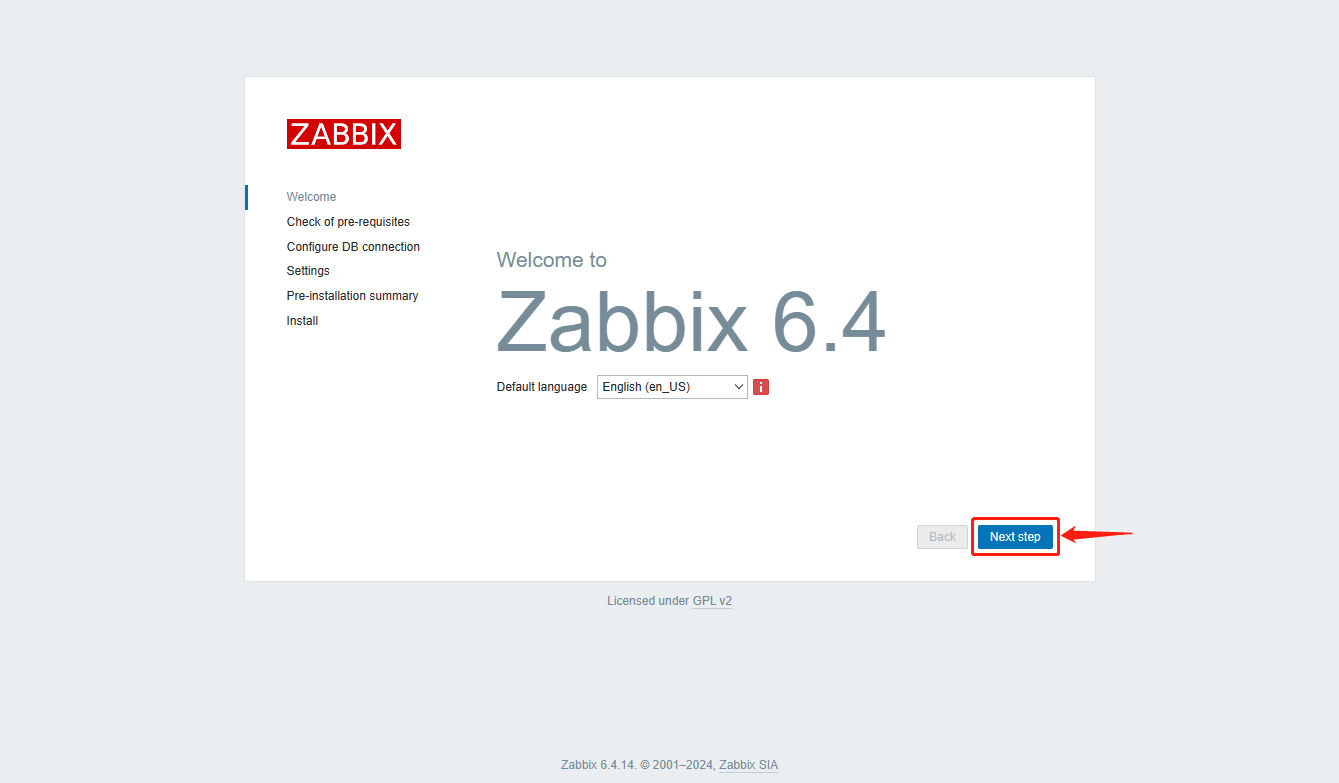 ZABBIX
Welcome
Check of pre-requisites
Configure DB connection
Settings
Pre-installation summary
Install
Welcome to
Zabbix 6.4
Default language English (en_US) i
Back Next step
Licensed under GPL v2
Zabbix 6.4.14. © 2001–2024, Zabbix SIA